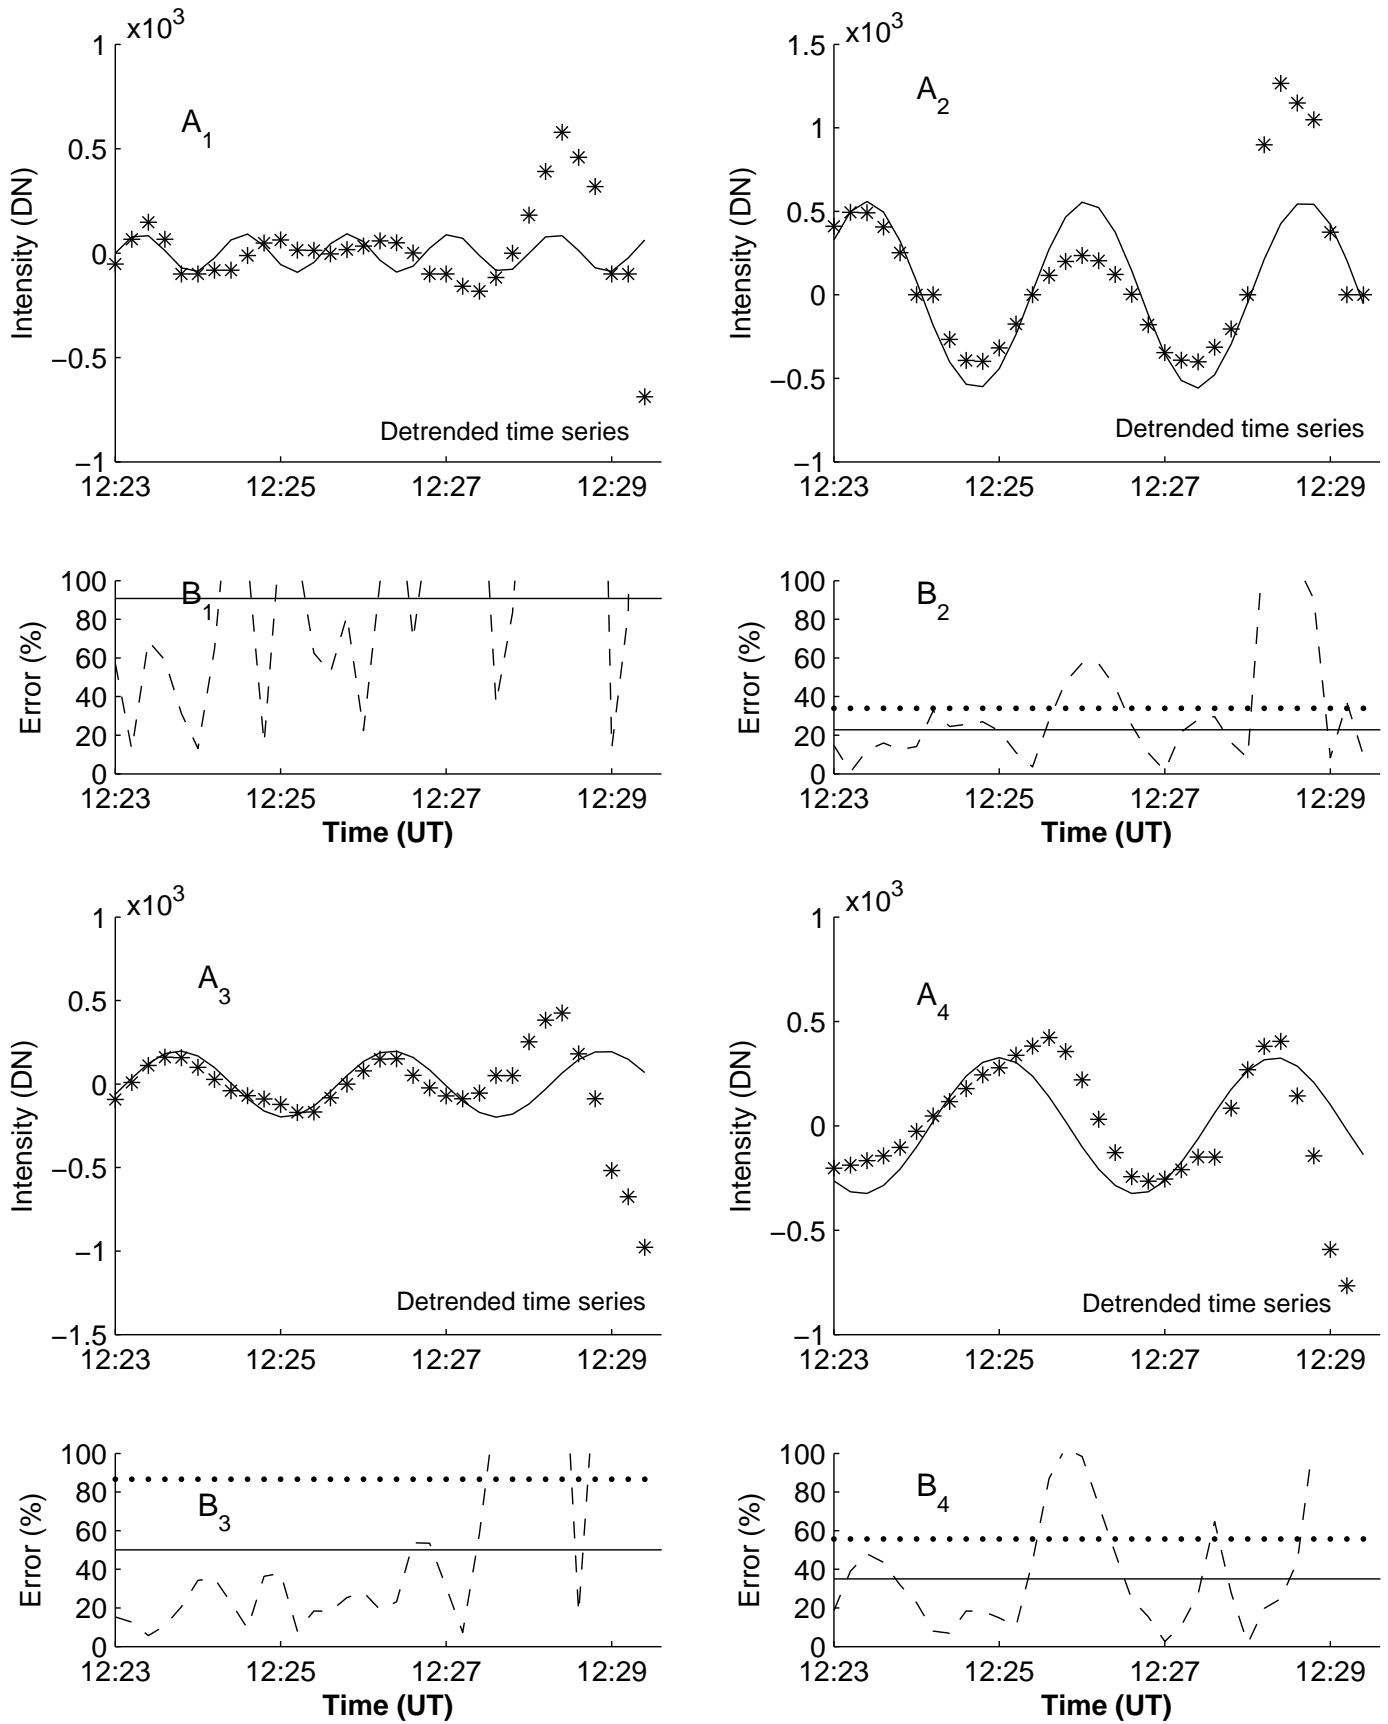 x10³
1
0.5
0
−0.5
−1
Intensity (DN)
A₁
Detrended time series
12:23 12:25 12:27 12:29
x10³
1.5
1
0.5
0
−0.5
−1
Intensity (DN)
A₂
Detrended time series
12:23 12:25 12:27 12:29
100
80
60
40
20
0
Error (%)
B₁
12:23 12:25 12:27 12:29
Time (UT)
100
80
60
40
20
0
Error (%)
B₂
12:23 12:25 12:27 12:29
Time (UT)
x10³
1
0.5
0
−0.5
−1
−1.5
Intensity (DN)
A₃
Detrended time series
12:23 12:25 12:27 12:29
x10³
1
0.5
0
−0.5
−1
Intensity (DN)
A₄
Detrended time series
12:23 12:25 12:27 12:29
100
80
60
40
20
0
Error (%)
B₃
12:23 12:25 12:27 12:29
Time (UT)
100
80
60
40
20
0
Error (%)
B₄
12:23 12:25 12:27 12:29
Time (UT)